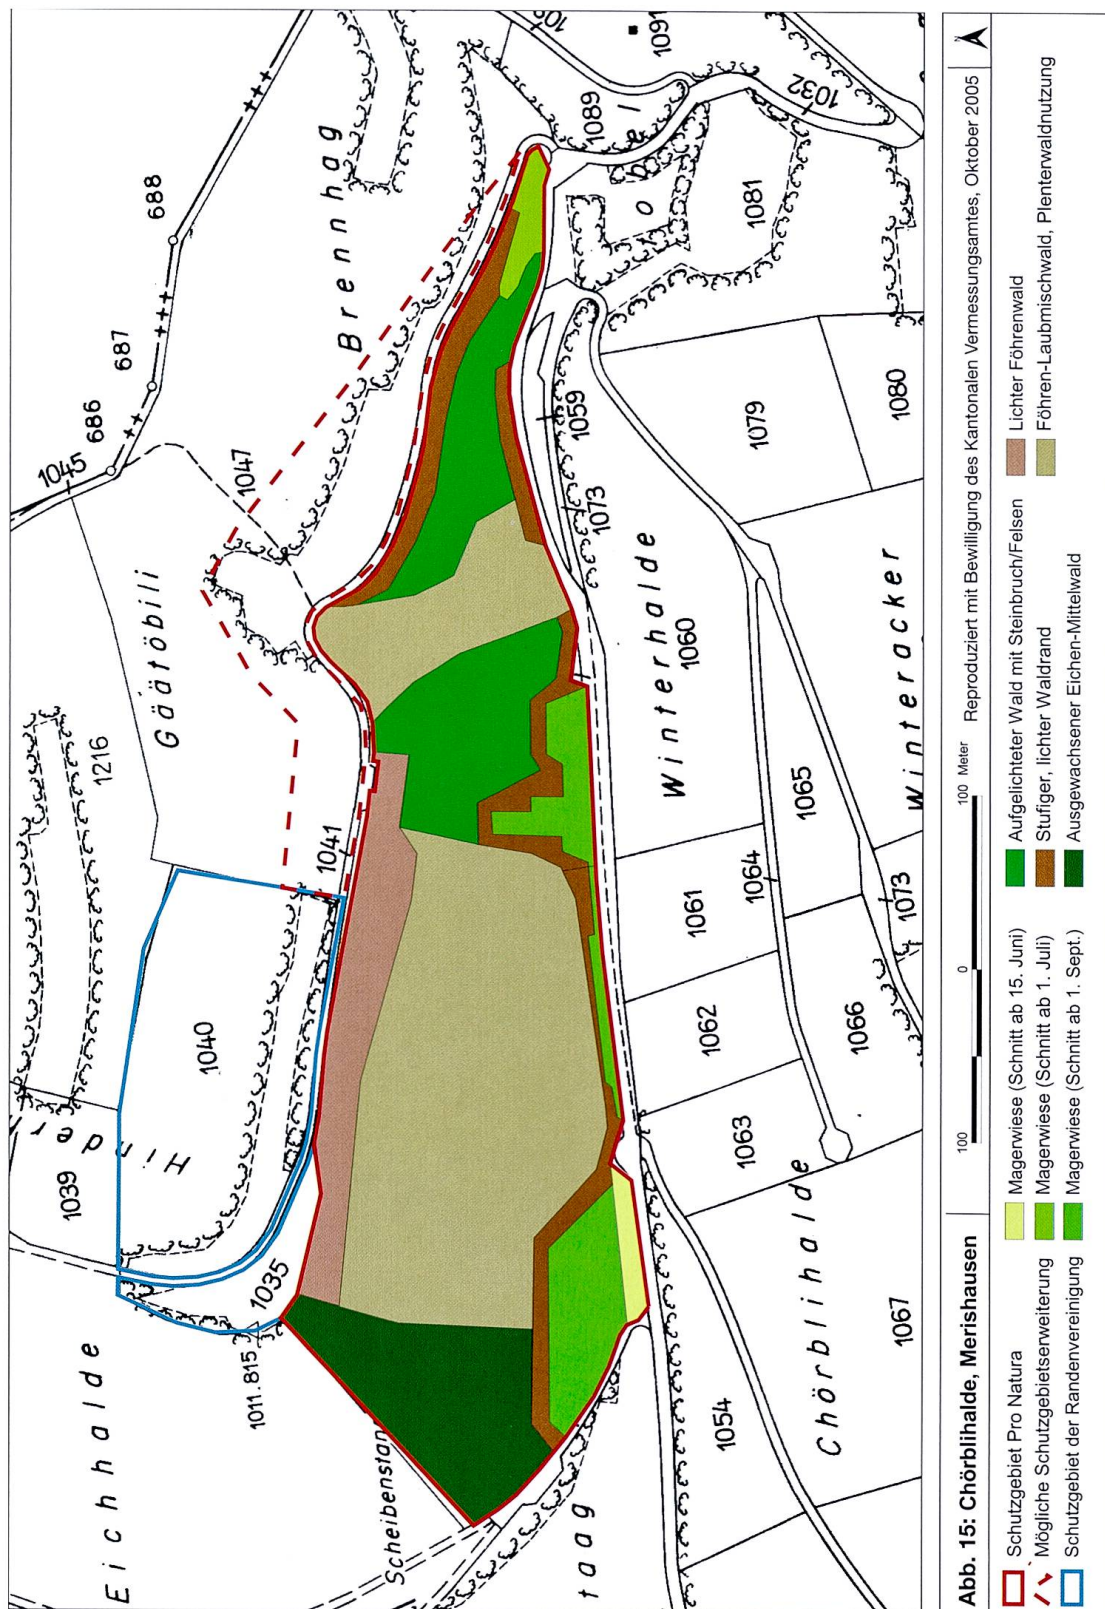 Eichhalde
Scheibenstan
taag
1011.815
1035
1039
Hinder
1040
1041
1216
Gäätöbili
1045
1047
686
687
688
Brennhag
1089
1091
1032
obel
1081
1059
1073
1079
1080
Winterhalde
1060
1061
1062
1063
1064
1065
1066
1073
Winteracker
Chörblihalde
1054
1067
Abb. 15: Chörblihalde, Merishausen
100 0 100 Meter
Reproduziert mit Bewilligung des Kantonalen Vermessungsamtes, Oktober 2005
N
Schutzgebiet Pro Natura
Mögliche Schutzgebietserweiterung
Schutzgebiet der Randenvereinigung
Magerwiese (Schnitt ab 15. Juni)
Magerwiese (Schnitt ab 1. Juli)
Magerwiese (Schnitt ab 1. Sept.)
Aufgelichteter Wald mit Steinbruch/Felsen
Stufiger, lichter Waldrand
Ausgewachsener Eichen-Mittelwald
Lichter Föhrenwald
Föhren-Laubmischwald, Plenterwaldnutzung